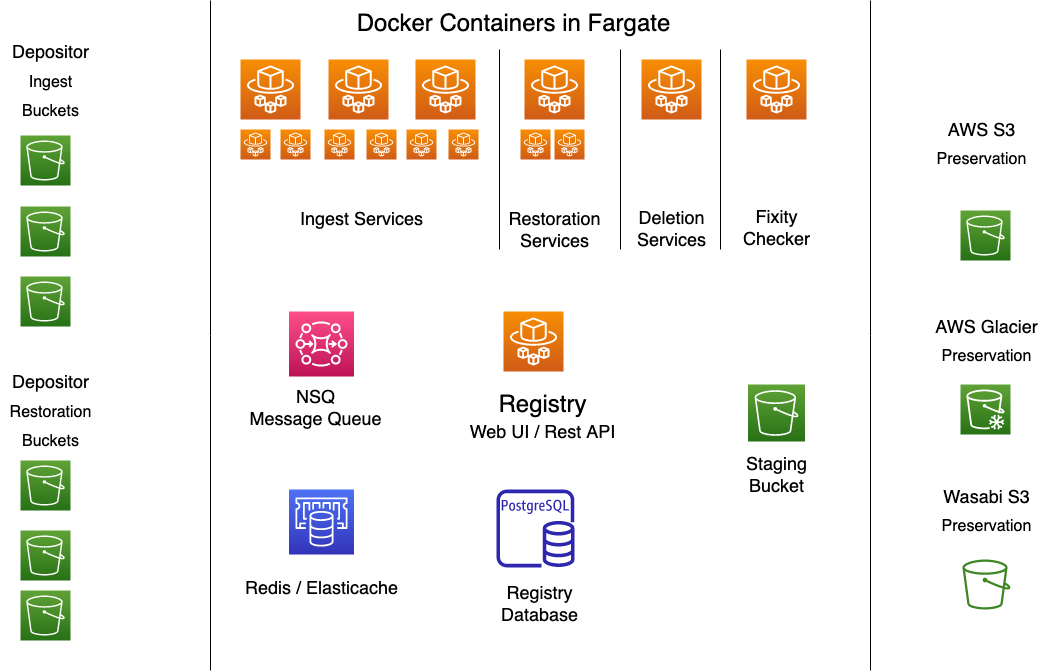 Docker Containers in Fargate
Depositor
Ingest
Buckets
Depositor
Restoration
Buckets
Ingest Services
Restoration
Services
Deletion
Services
Fixity
Checker
NSQ
Message Queue
Registry
Web UI / Rest API
Staging
Bucket
Redis / Elasticache
PostgreSQL
Registry
Database
AWS S3
Preservation
AWS Glacier
Preservation
Wasabi S3
Preservation